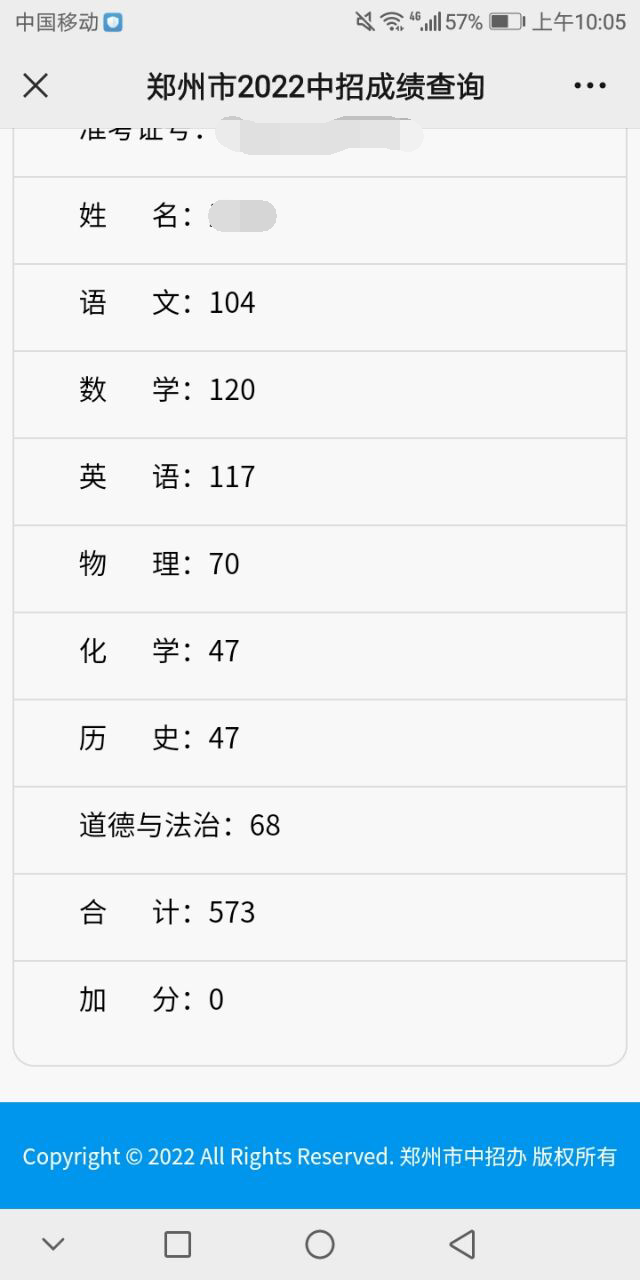 中国移动 4G 57% 上午10:05
郑州市2022中招成绩查询
准考证号：
姓 名：
语 文：104
数 学：120
英 语：117
物 理：70
化 学：47
历 史：47
道德与法治：68
合 计：573
加 分：0
Copyright © 2022 All Rights Reserved. 郑州市中招办 版权所有